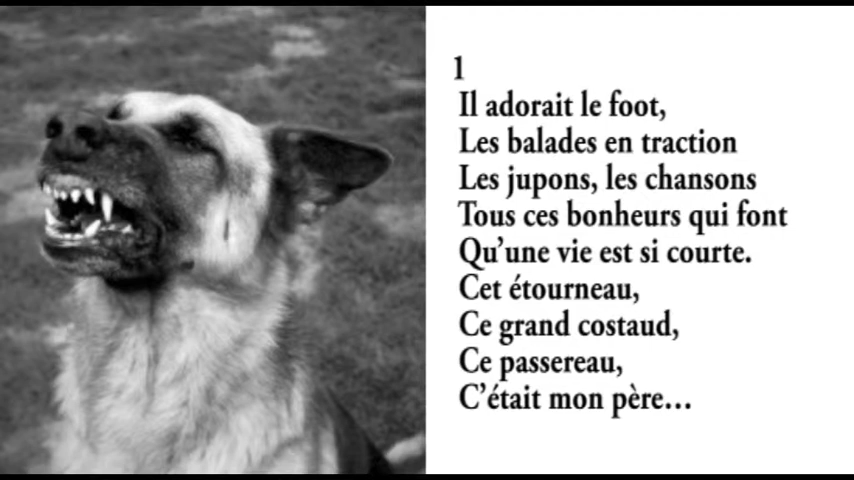 1
Il adorait le foot,
Les balades en traction
Les jupons, les chansons
Tous ces bonheurs qui font
Qu’une vie est si courte.
Cet étourneau,
Ce grand costaud,
Ce passereau,
C’était mon père...